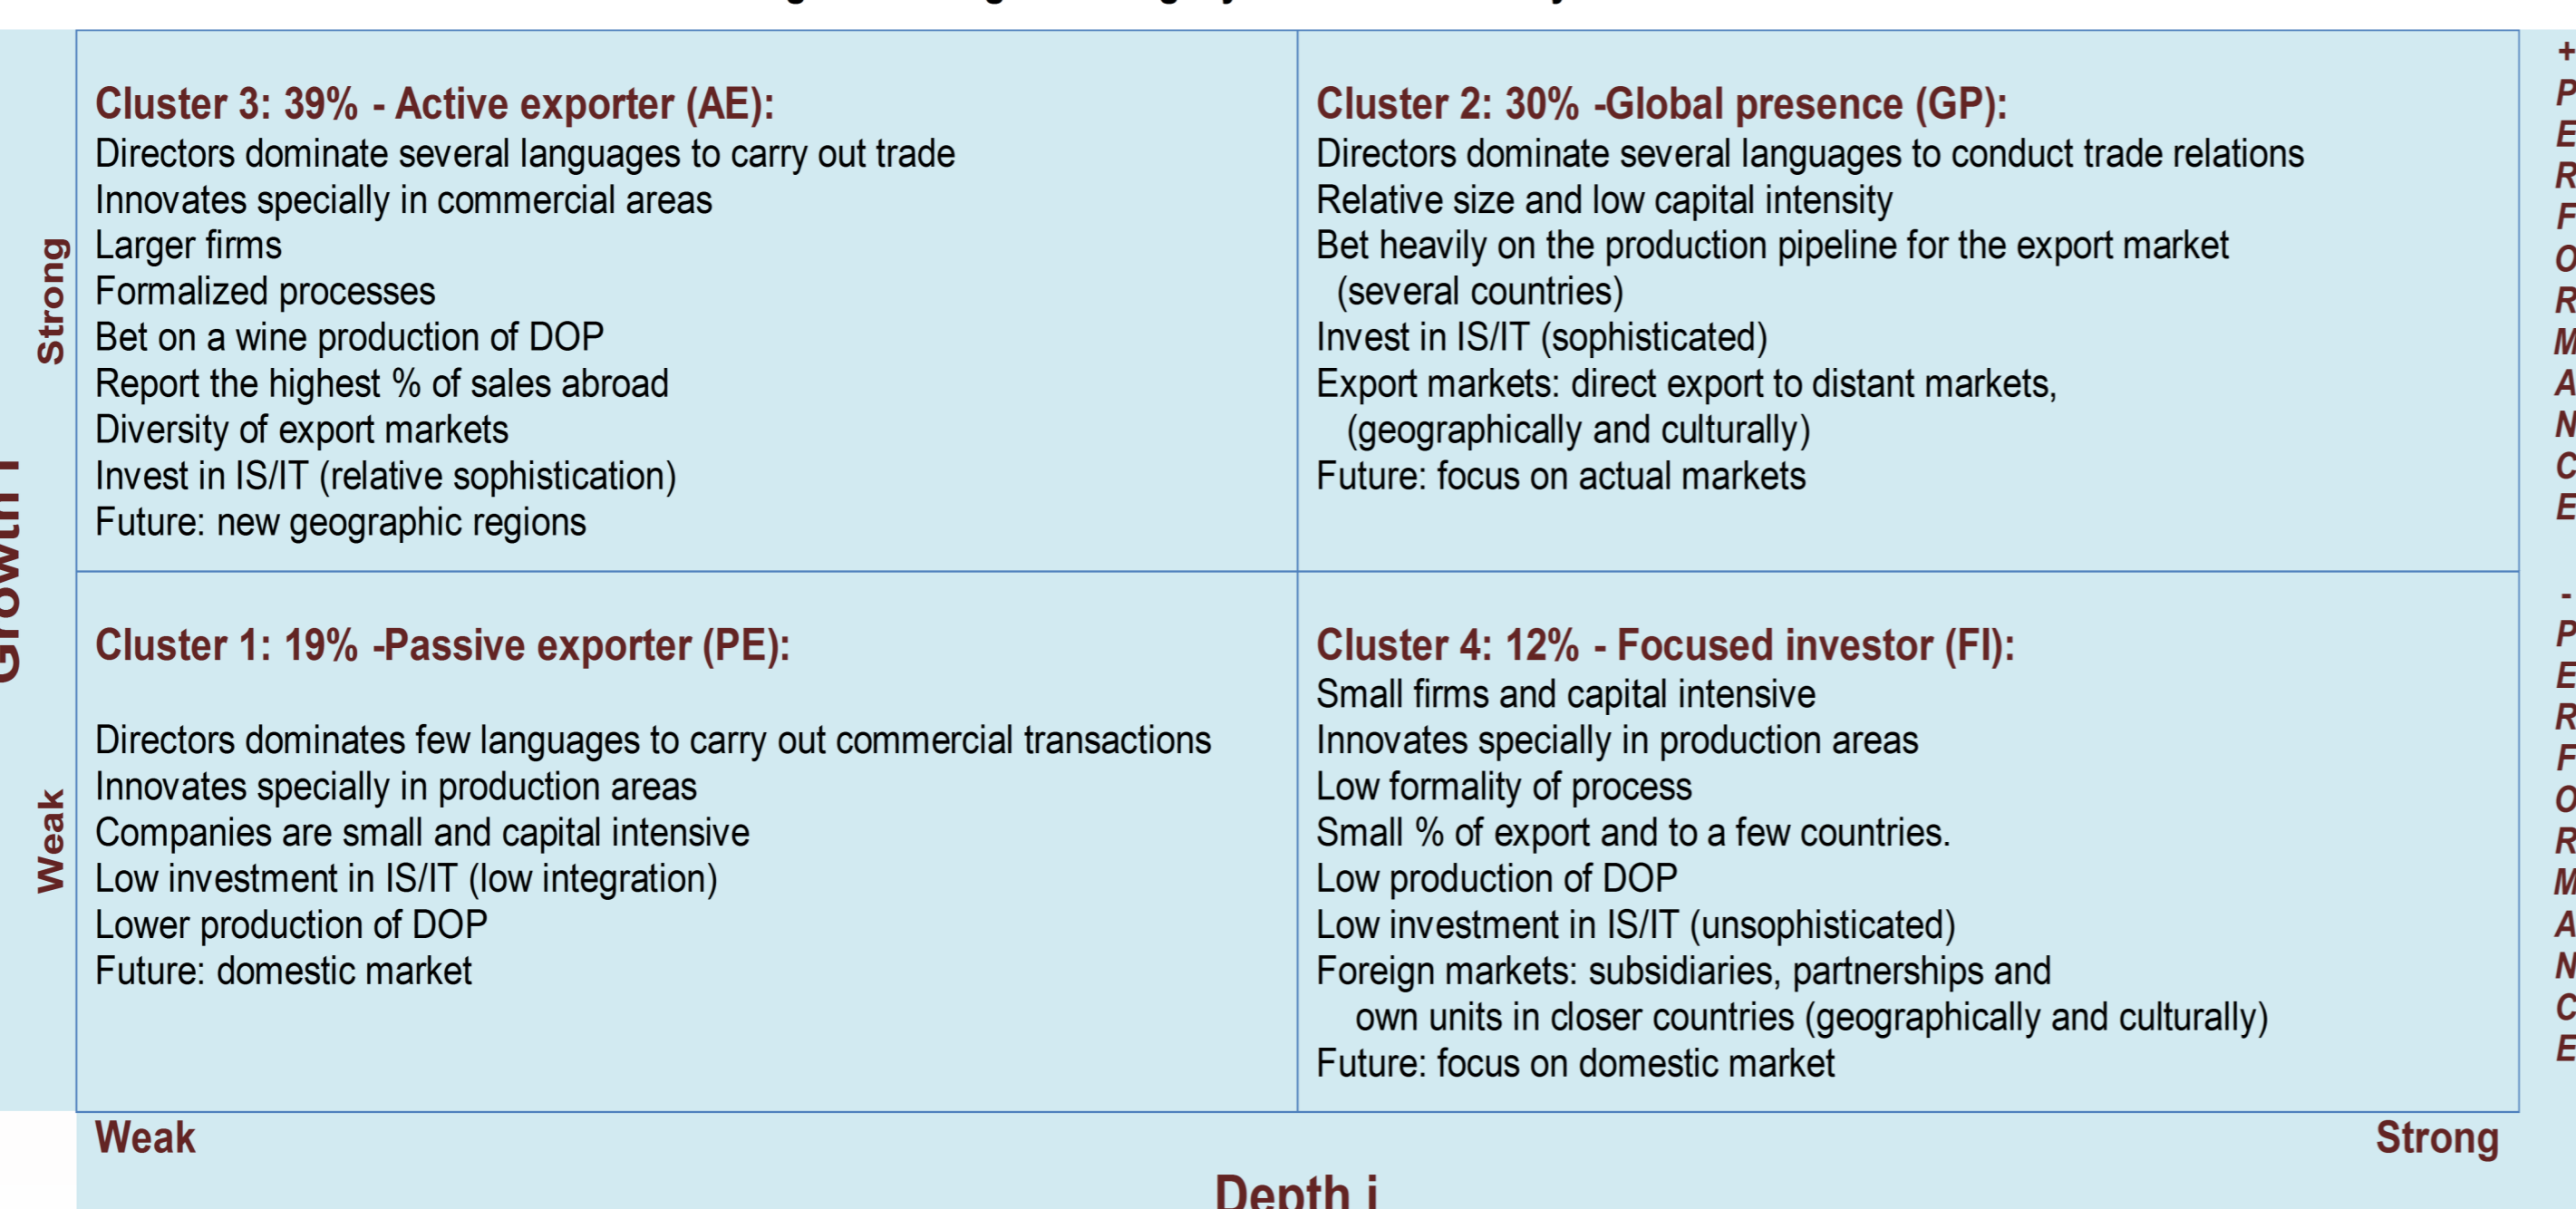 Cluster 3: 39% - Active exporter (AE):
Directors dominate several languages to carry out trade
Innovates specially in commercial areas
Larger firms
Formalized processes
Bet on a wine production of DOP
Report the highest % of sales abroad
Diversity of export markets
Invest in IS/IT (relative sophistication)
Future: new geographic regions
Cluster 2: 30% -Global presence (GP):
Directors dominate several languages to conduct trade relations
Relative size and low capital intensity
Bet heavily on the production pipeline for the export market
(several countries)
Invest in IS/IT (sophisticated)
Export markets: direct export to distant markets,
(geographically and culturally)
Future: focus on actual markets
Cluster 1: 19% -Passive exporter (PE):
Directors dominates few languages to carry out commercial transactions
Innovates specially in production areas
Companies are small and capital intensive
Low investment in IS/IT (low integration)
Lower production of DOP
Future: domestic market
Cluster 4: 12% - Focused investor (FI):
Small firms and capital intensive
Innovates specially in production areas
Low formality of process
Small % of export and to a few countries.
Low production of DOP
Low investment in IS/IT (unsophisticated)
Foreign markets: subsidiaries, partnerships and
own units in closer countries (geographically and culturally)
Future: focus on domestic market
Growth
Strong
Weak
+ PERFORMANCE
- PERFORMANCE
Weak
Strong
Depth i